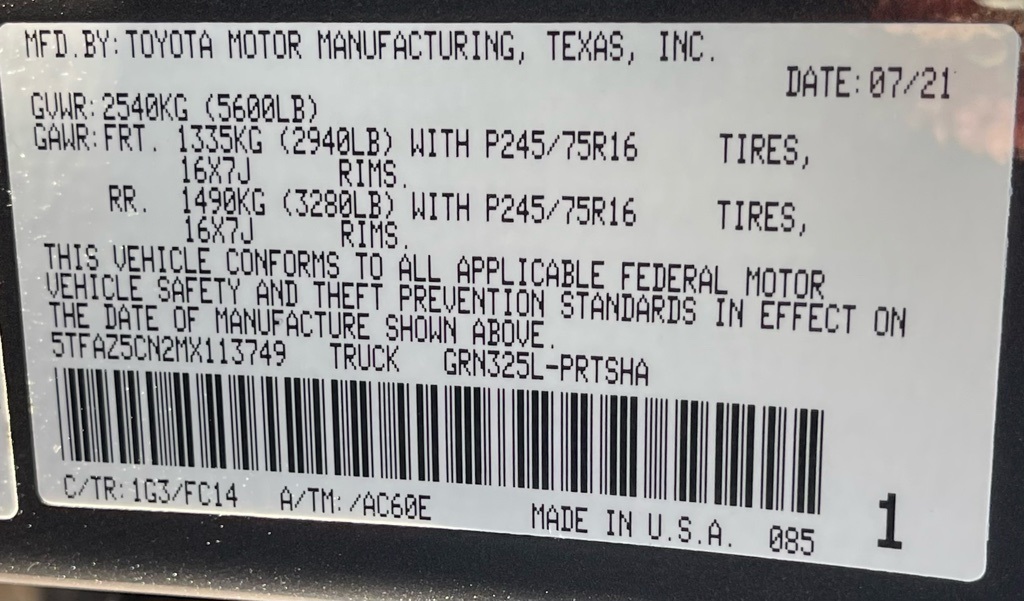 MFD.BY:TOYOTA MOTOR MANUFACTURING, TEXAS, INC.
DATE:07/21
GVWR:2540KG (5600LB)
GAWR:FRT. 1335KG (2940LB) WITH P245/75R16 TIRES,
16X7J RIMS.
RR. 1490KG (3280LB) WITH P245/75R16 TIRES,
16X7J RIMS.
THIS VEHICLE CONFORMS TO ALL APPLICABLE FEDERAL MOTOR
VEHICLE SAFETY AND THEFT PREVENTION STANDARDS IN EFFECT ON
THE DATE OF MANUFACTURE SHOWN ABOVE.
5TFAZ5CN2MX113749 TRUCK GRN325L-PRTSHA
C/TR:1G3/FC14 A/TM:/AC60E MADE IN U.S.A. 085 1